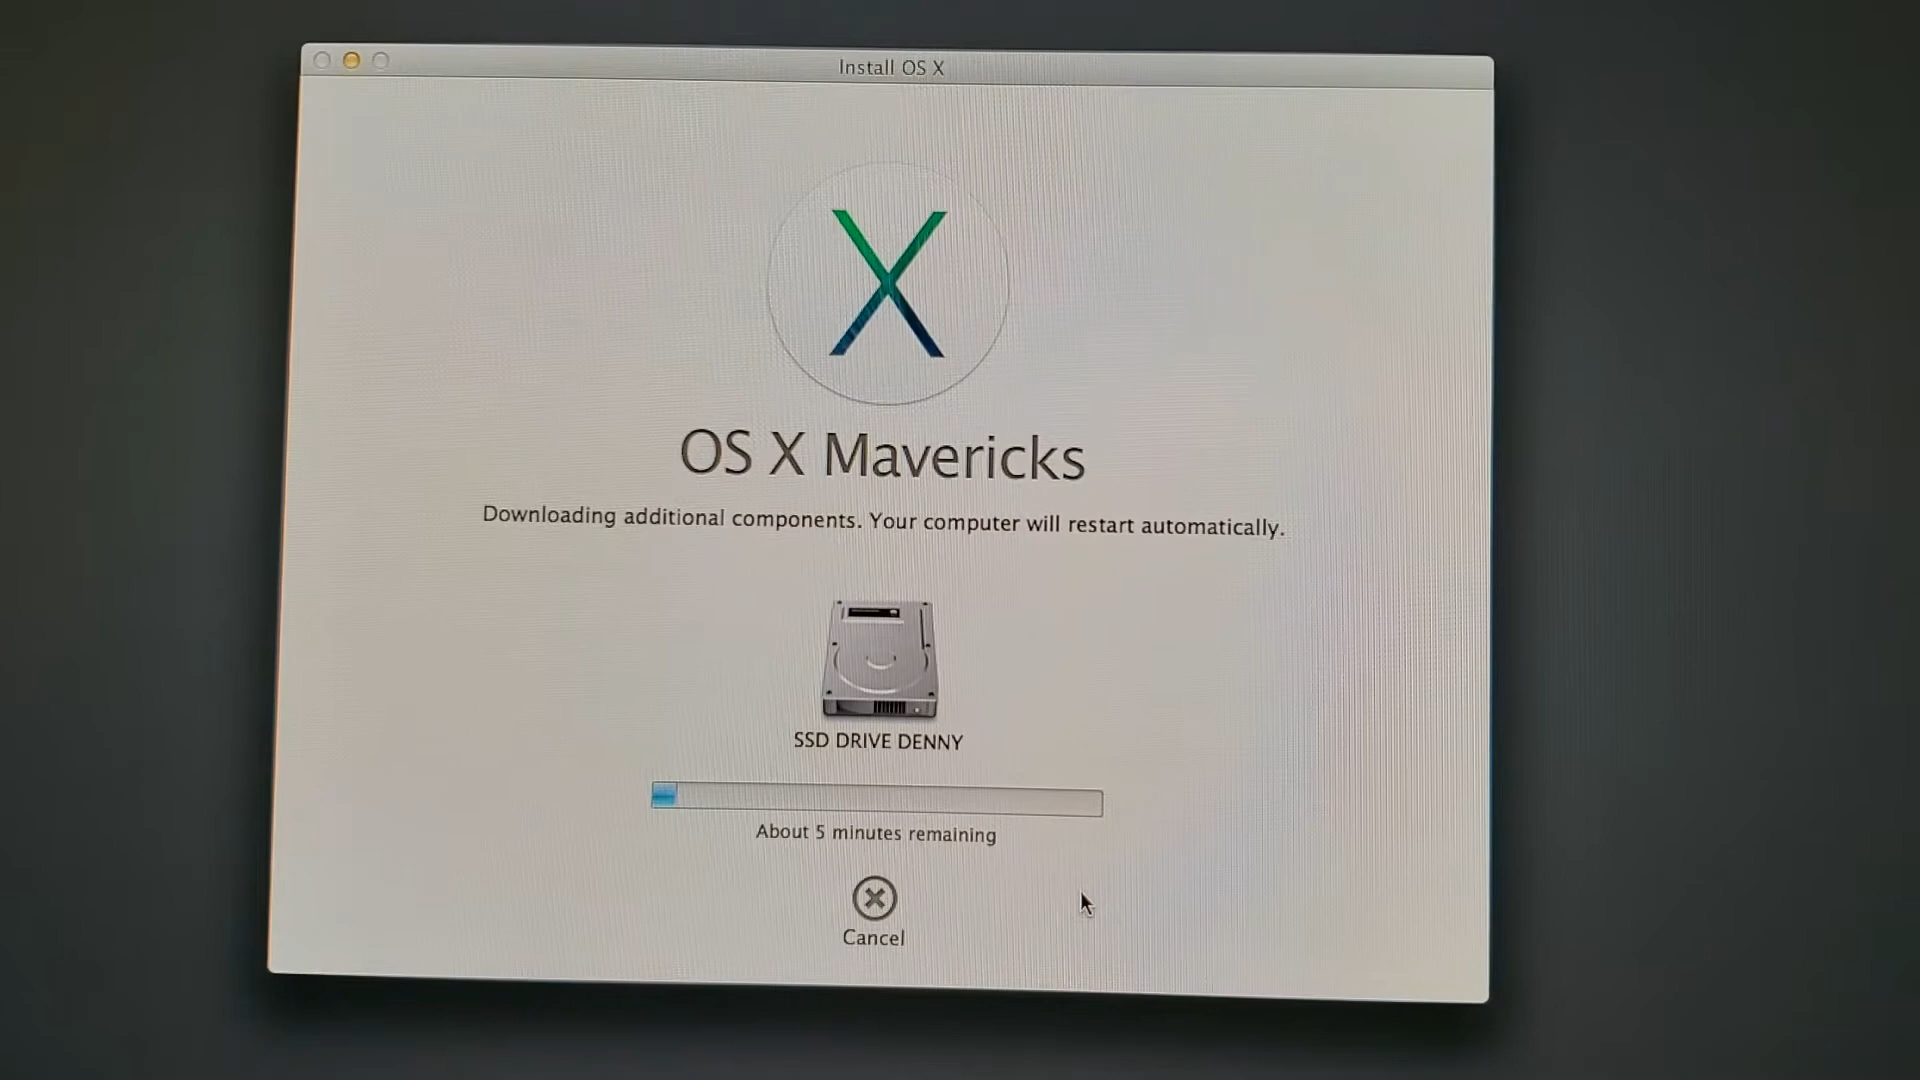 Install OS X
X
OS X Mavericks
Downloading additional components. Your computer will restart automatically.
SSD DRIVE DENNY
About 5 minutes remaining
Cancel